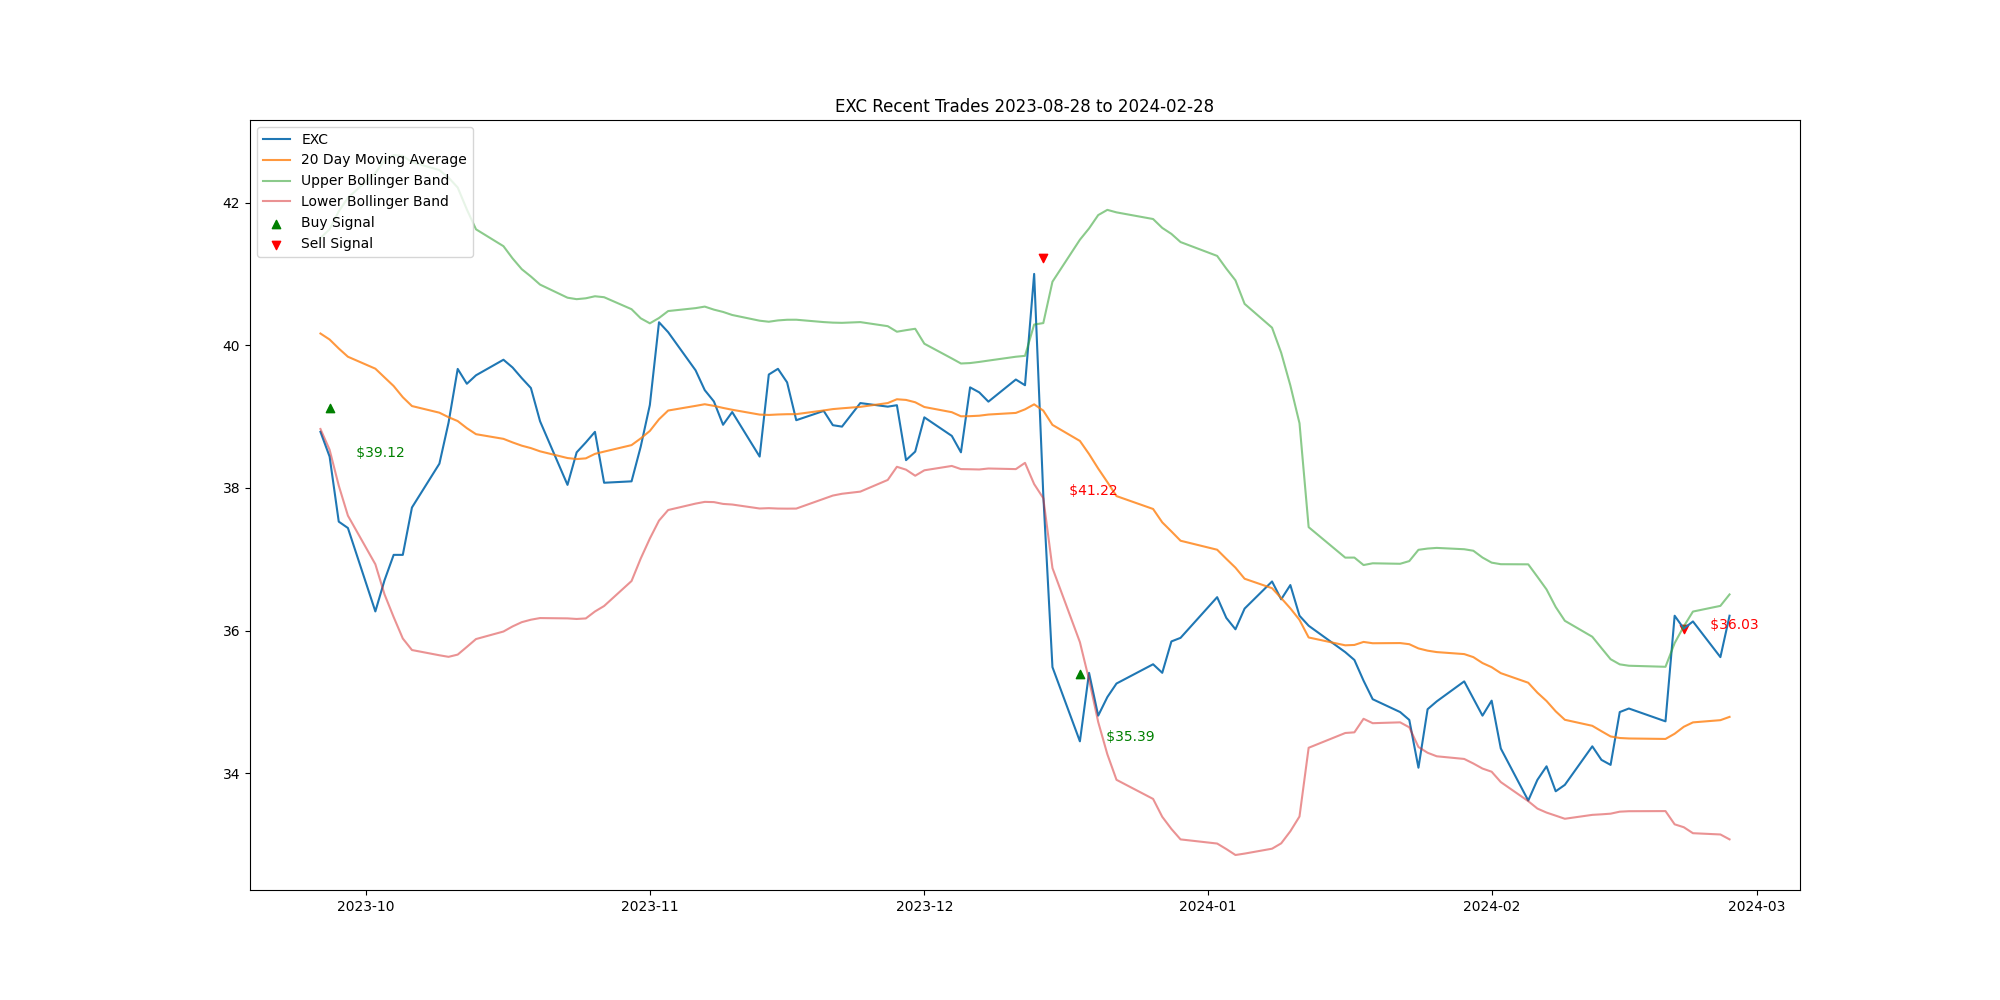 EXC Recent Trades 2023-08-28 to 2024-02-28
EXC
20 Day Moving Average
Upper Bollinger Band
Lower Bollinger Band
Buy Signal
Sell Signal
42
40
38
36
34
$39.12
$41.22
$35.39
$36.03
2023-10
2023-11
2023-12
2024-01
2024-02
2024-03